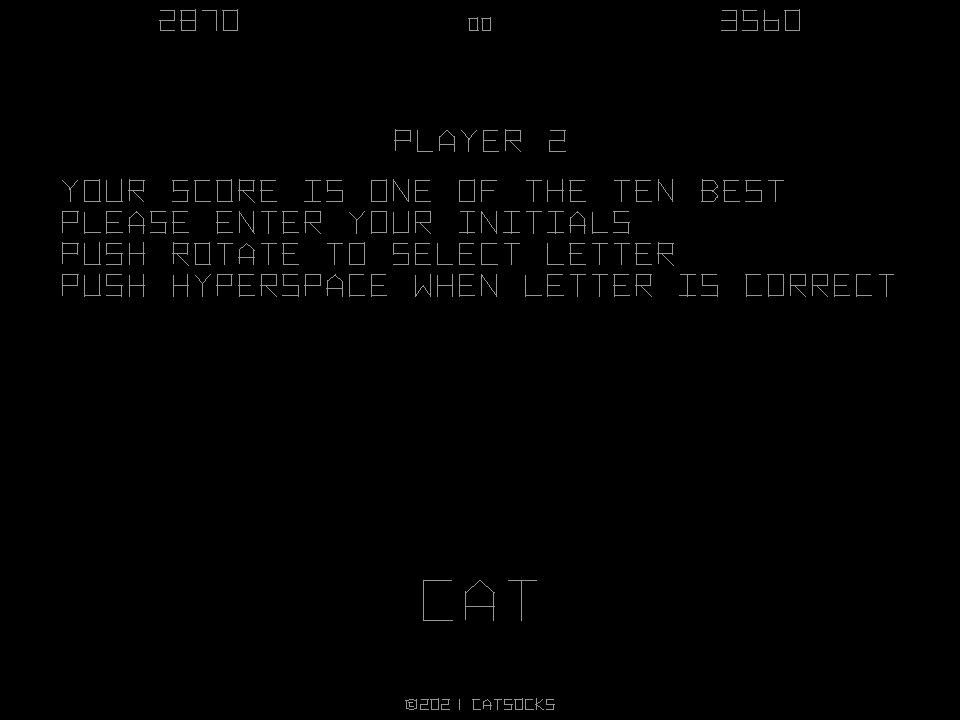 2870 00 3560
PLAYER 2
YOUR SCORE IS ONE OF THE TEN BEST
PLEASE ENTER YOUR INITIALS
PUSH ROTATE TO SELECT LETTER
PUSH HYPERSPACE WHEN LETTER IS CORRECT
CAT
©2021 CATSOCKS